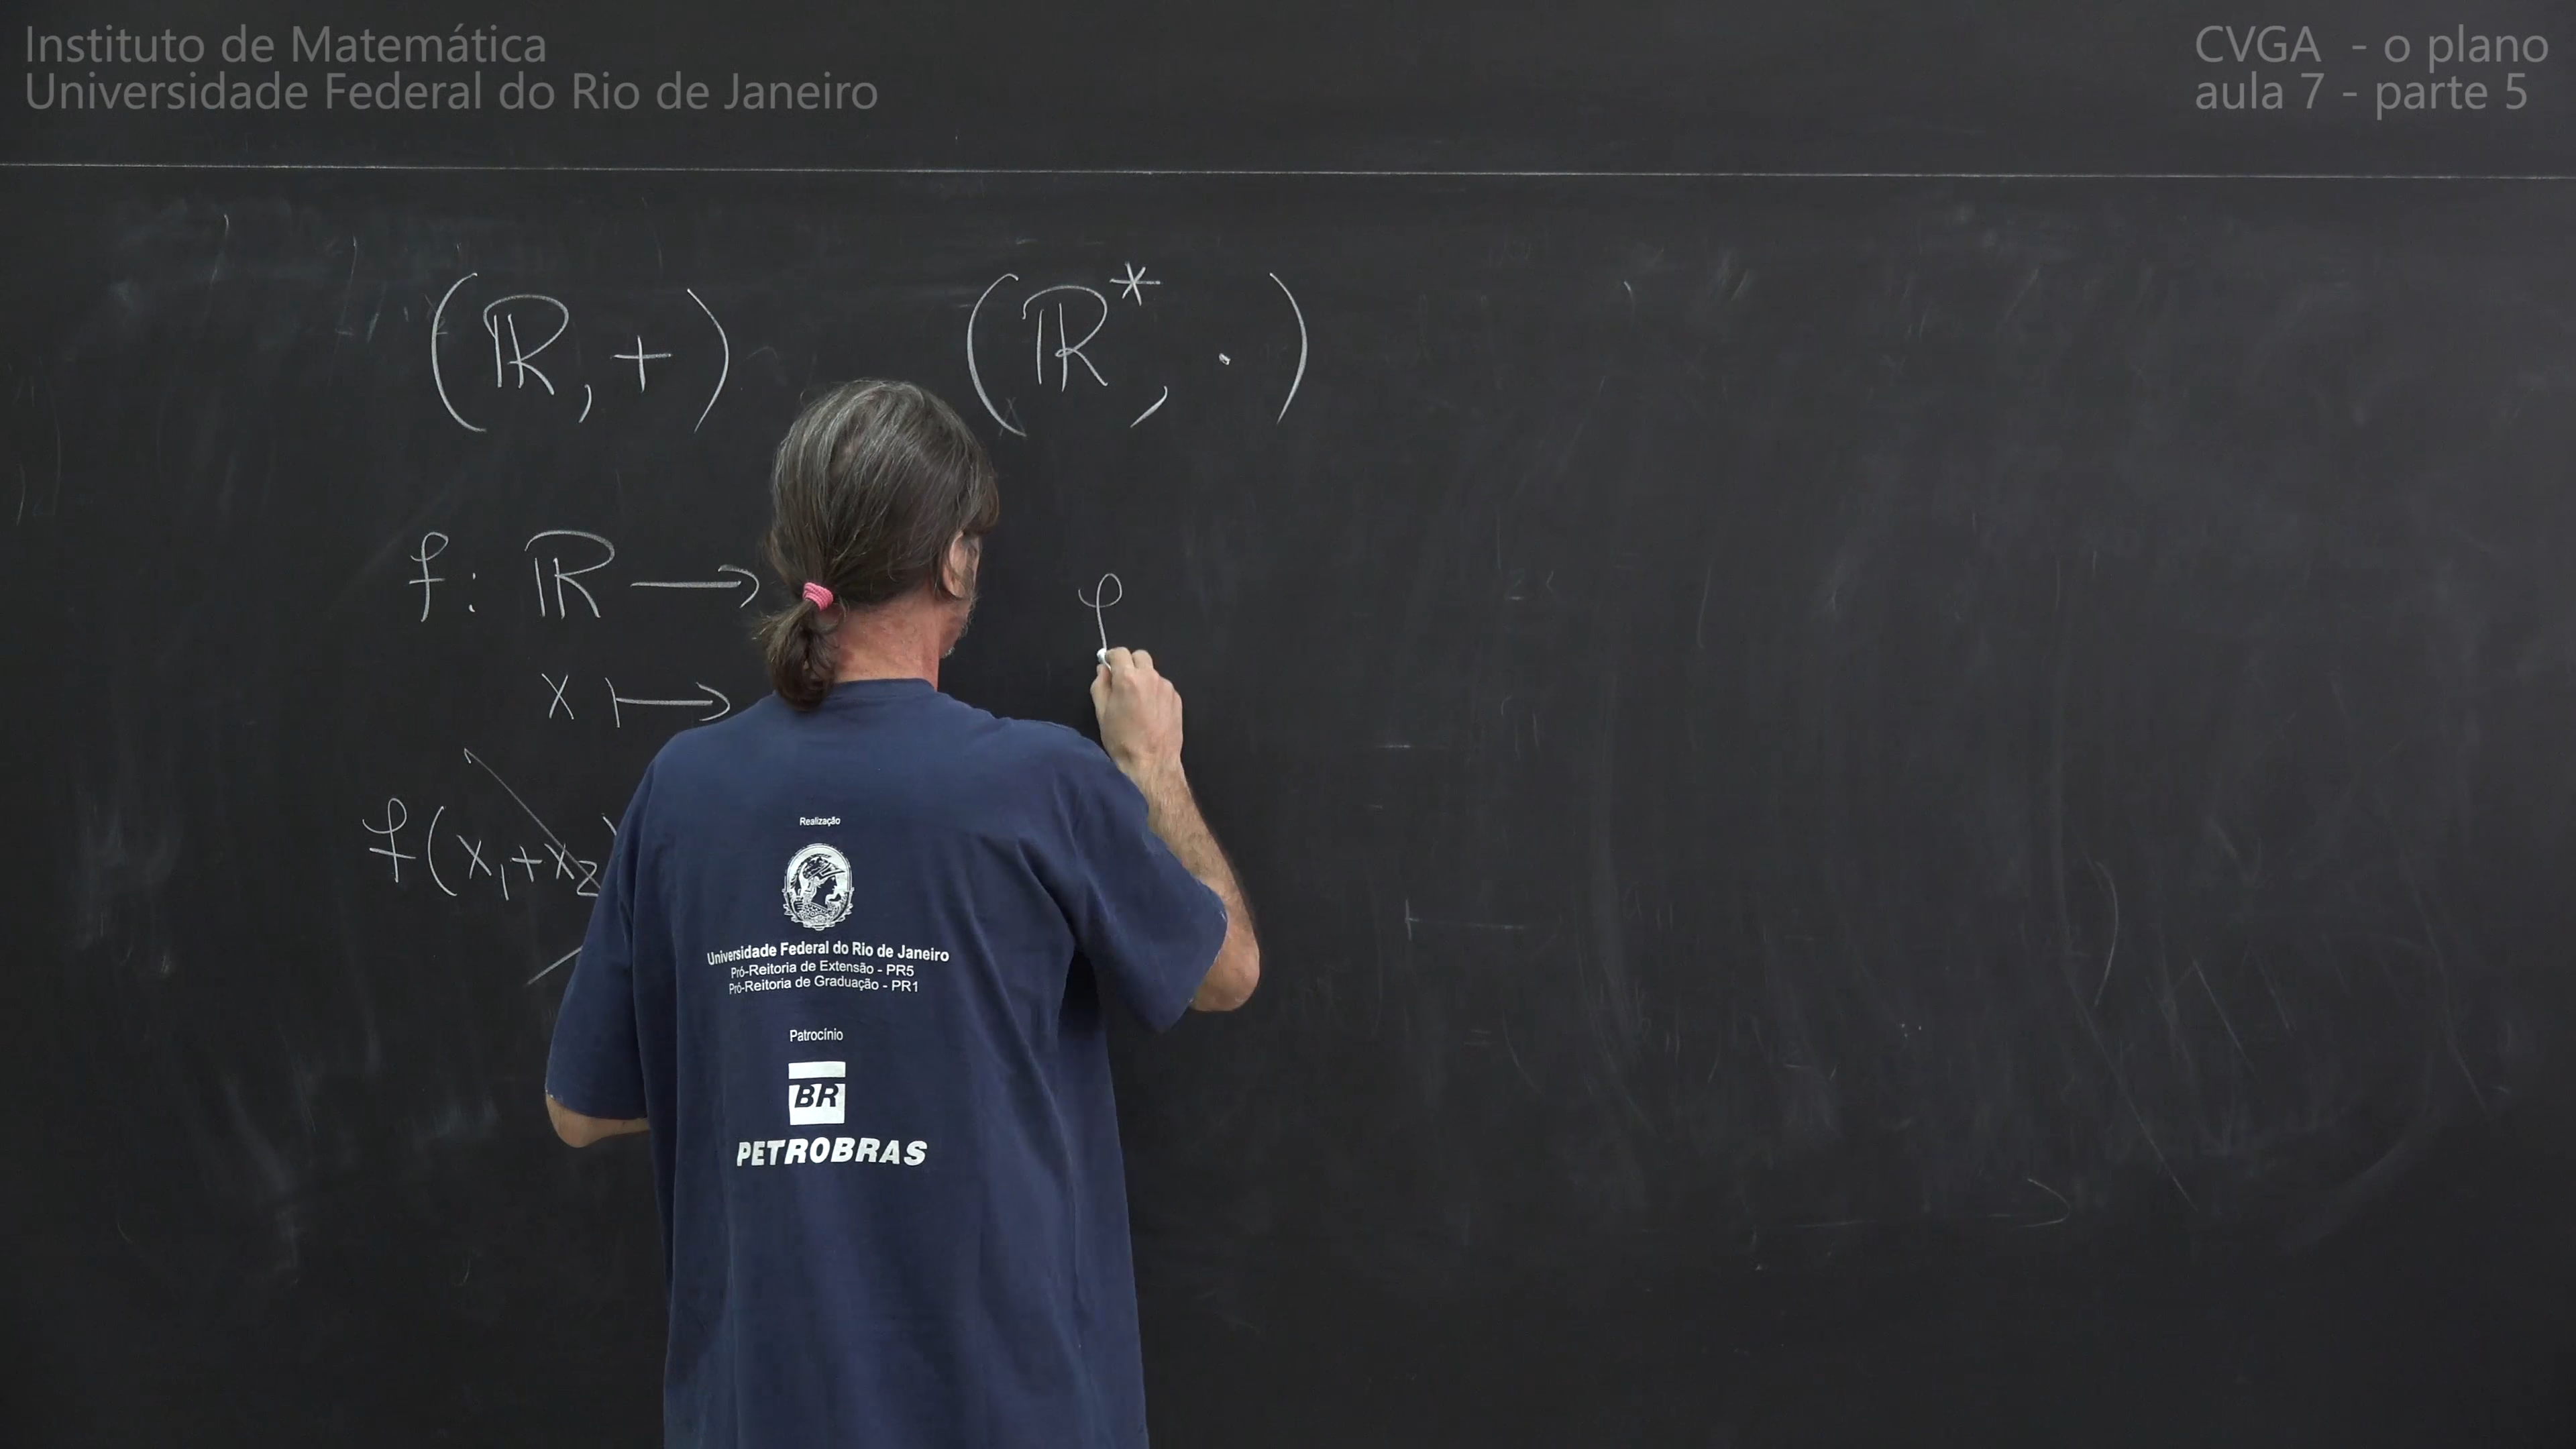 Instituto de Matemática
Universidade Federal do Rio de Janeiro
CVGA - o plano
aula 7 - parte 5
(ℝ, +)
(ℝ*, ·)
f: ℝ →
x ↦
f(x₁+x₂
Realização
Universidade Federal do Rio de Janeiro
Pró-Reitoria de Extensão - PR5
Pró-Reitoria de Graduação - PR1
Patrocínio
BR
PETROBRAS